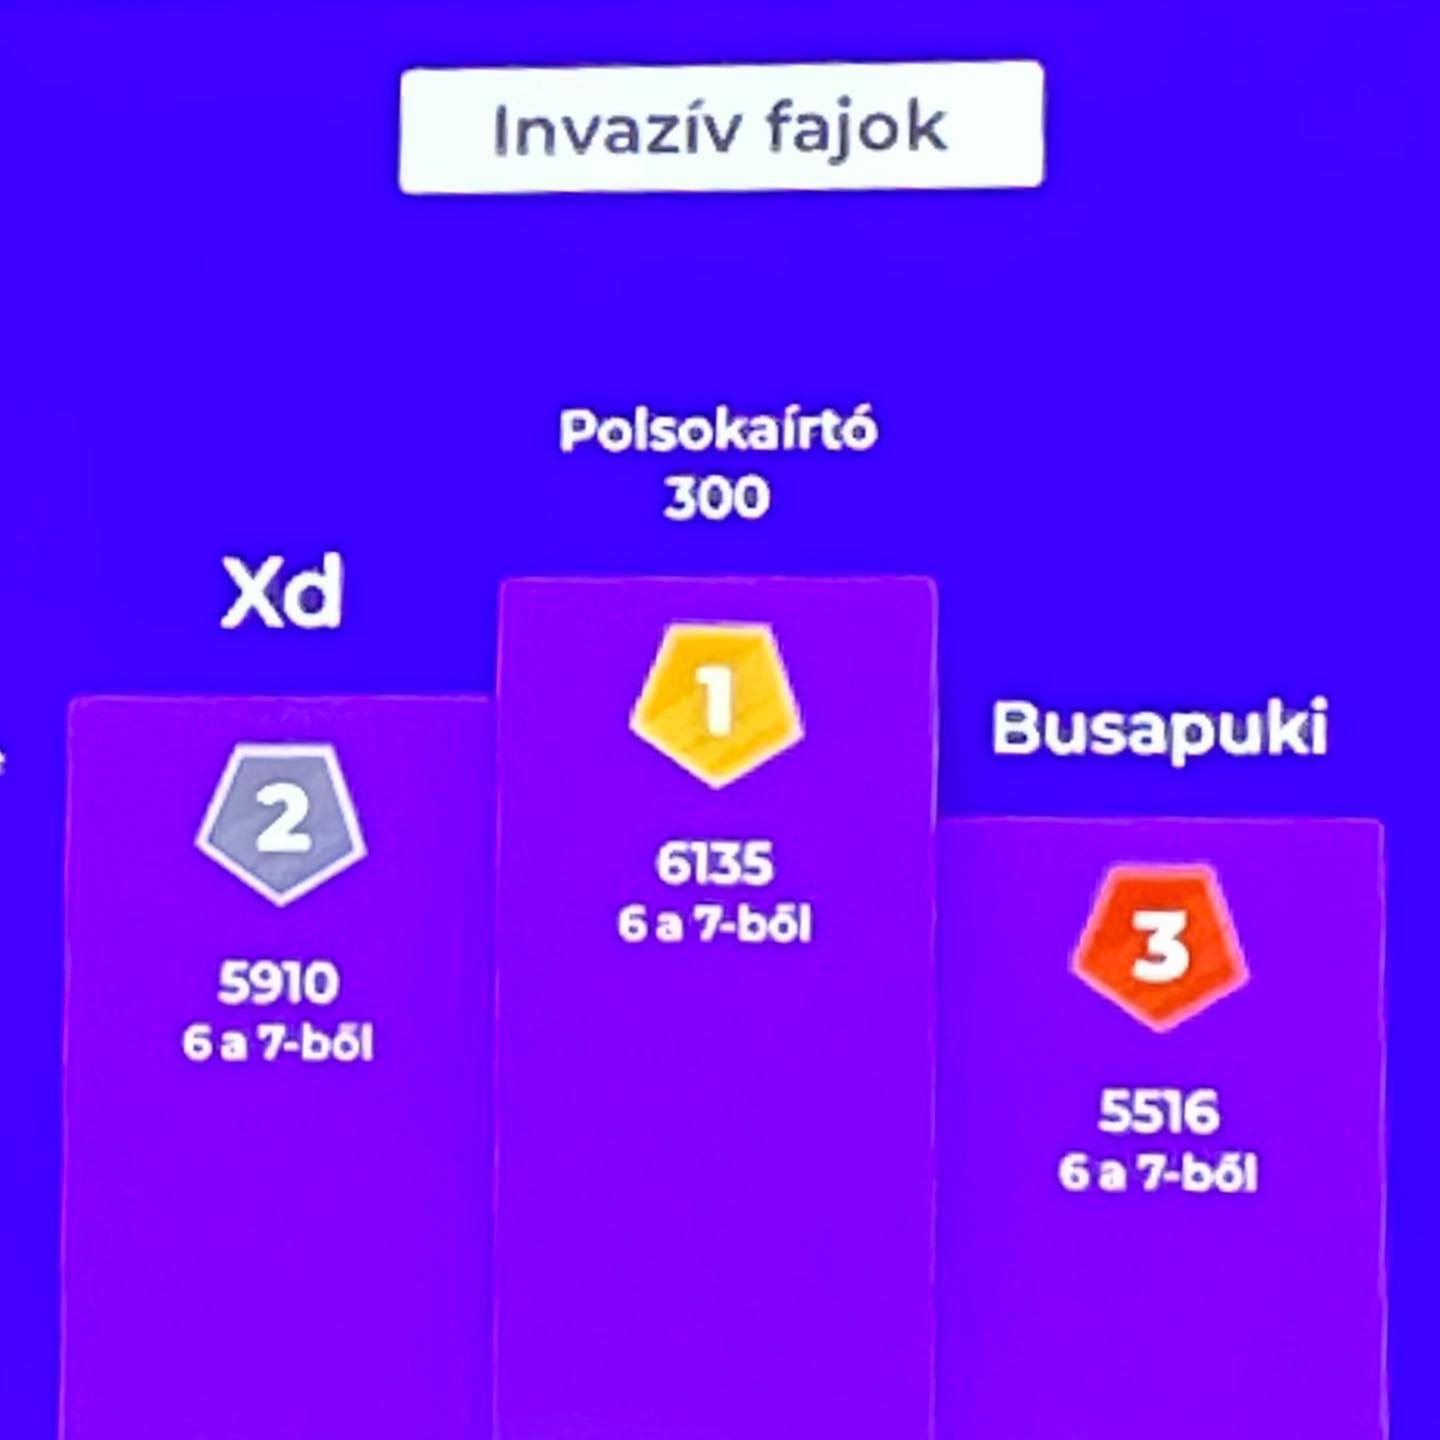 Invazív fajok
Polsokaírtó
300
Xd
1
2
Busapuki
6135
6 a 7-ből
3
5910
6 a 7-ből
5516
6 a 7-ből